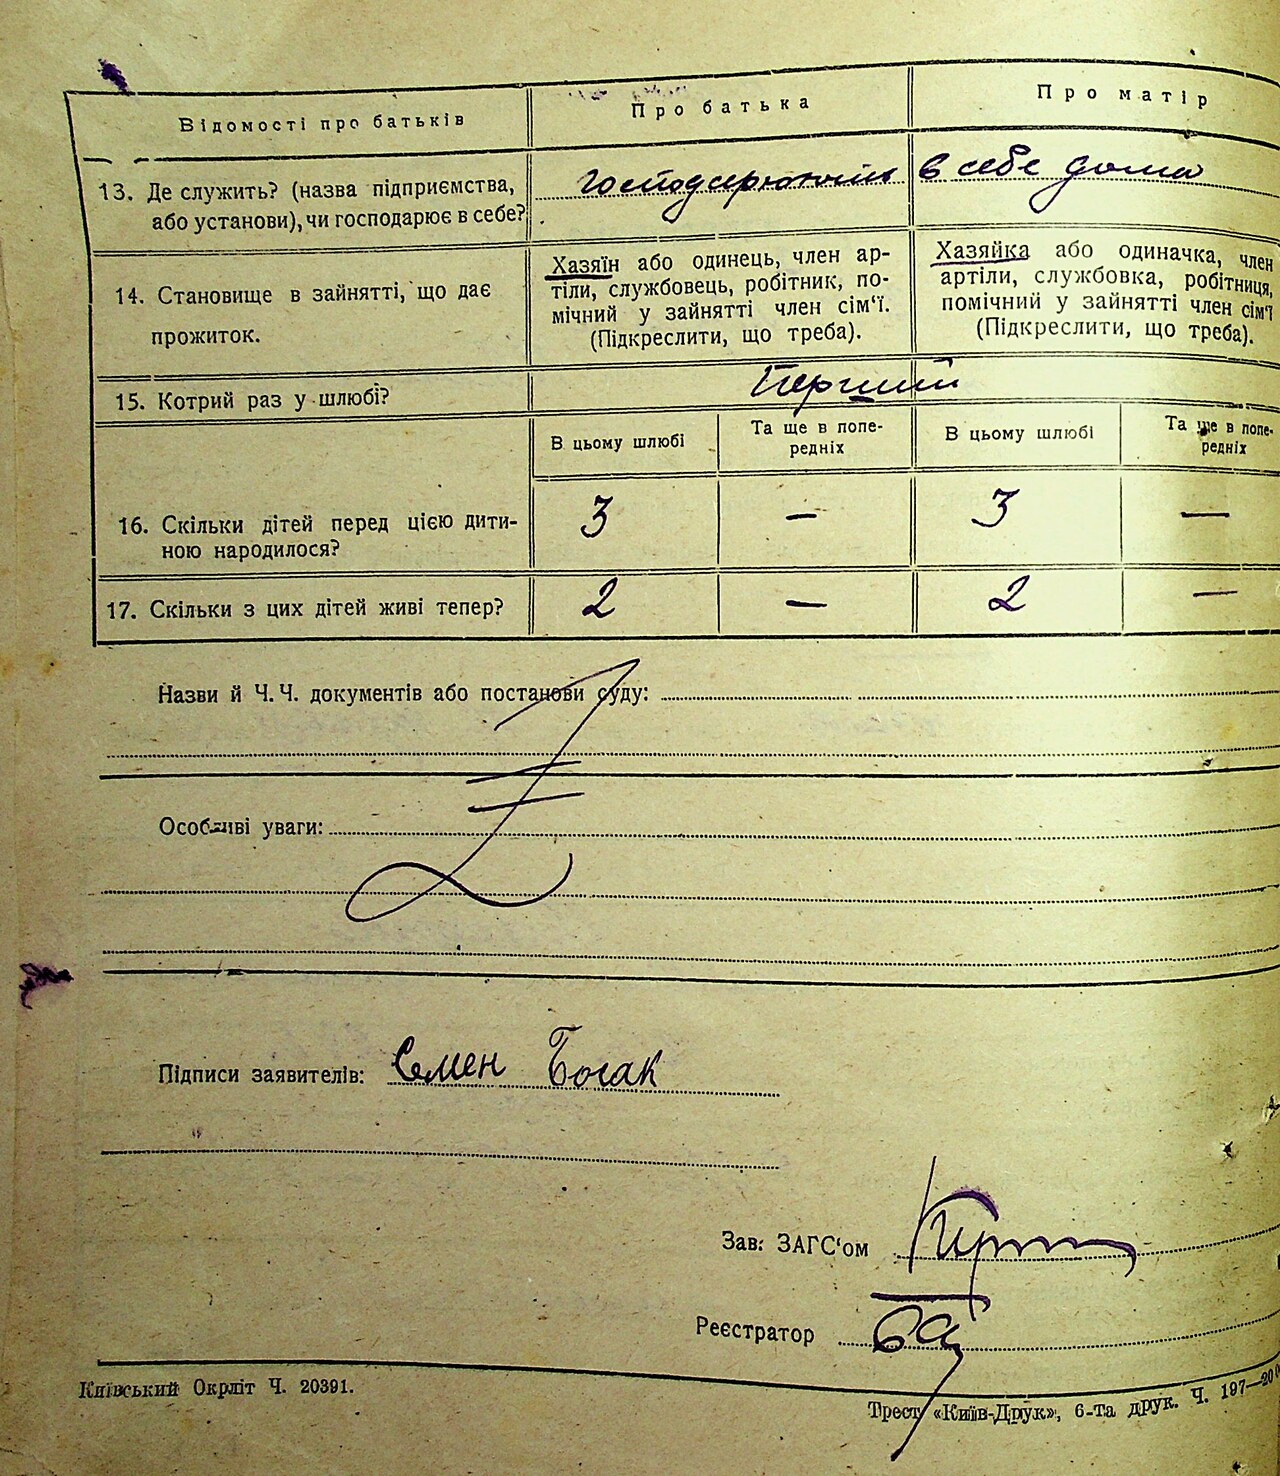 Відомості про батьків
Про батька
Про матір
13. Де служить? (назва підприємства,
або установи), чи господарює в себе?
в себе дома
14. Становище в зайнятті, що дає
прожиток.
Хазяїн або одинець, член ар-
тіли, службовець, робітник, по-
мічний у зайнятті член сім'ї.
(Підкреслити, що треба).
Хазяйка або одиначка, член
артіли, службовка, робітниця,
помічний у зайнятті член сім'ї
(Підкреслити, що треба).
15. Котрий раз у шлюбі?
Перший
В цьому шлюбі
Та ще в попе-
редніх
В цьому шлюбі
Та ще в попе-
редніх
16. Скільки дітей перед цією дити-
ною народилося?
3 — 3 —
17. Скільки з цих дітей живі тепер?
2 — 2 —
Назви й Ч.Ч. документів або постанови суду:
Особливі уваги:
Підписи заявителів: Семен Богак
Зав. ЗАГС'ом
Реєстратор
Київський Окрліт Ч. 20391.
Трест «Київ-Друк», 6-та друк. Ч. 197—200